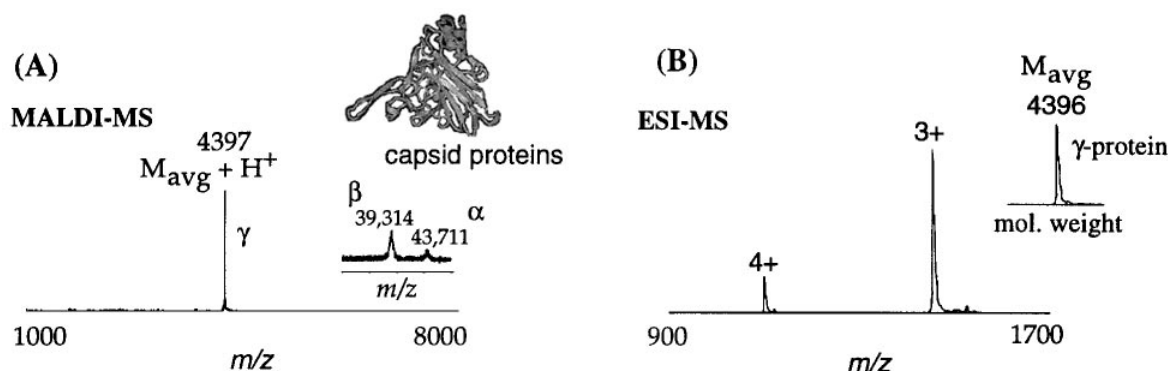 (A)
MALDI-MS
4397
Mavg + H+
γ
capsid proteins
β
39,314
α
43,711
m/z
1000
8000
m/z
(B)
ESI-MS
Mavg
4396
γ-protein
mol. weight
3+
4+
900
1700
m/z